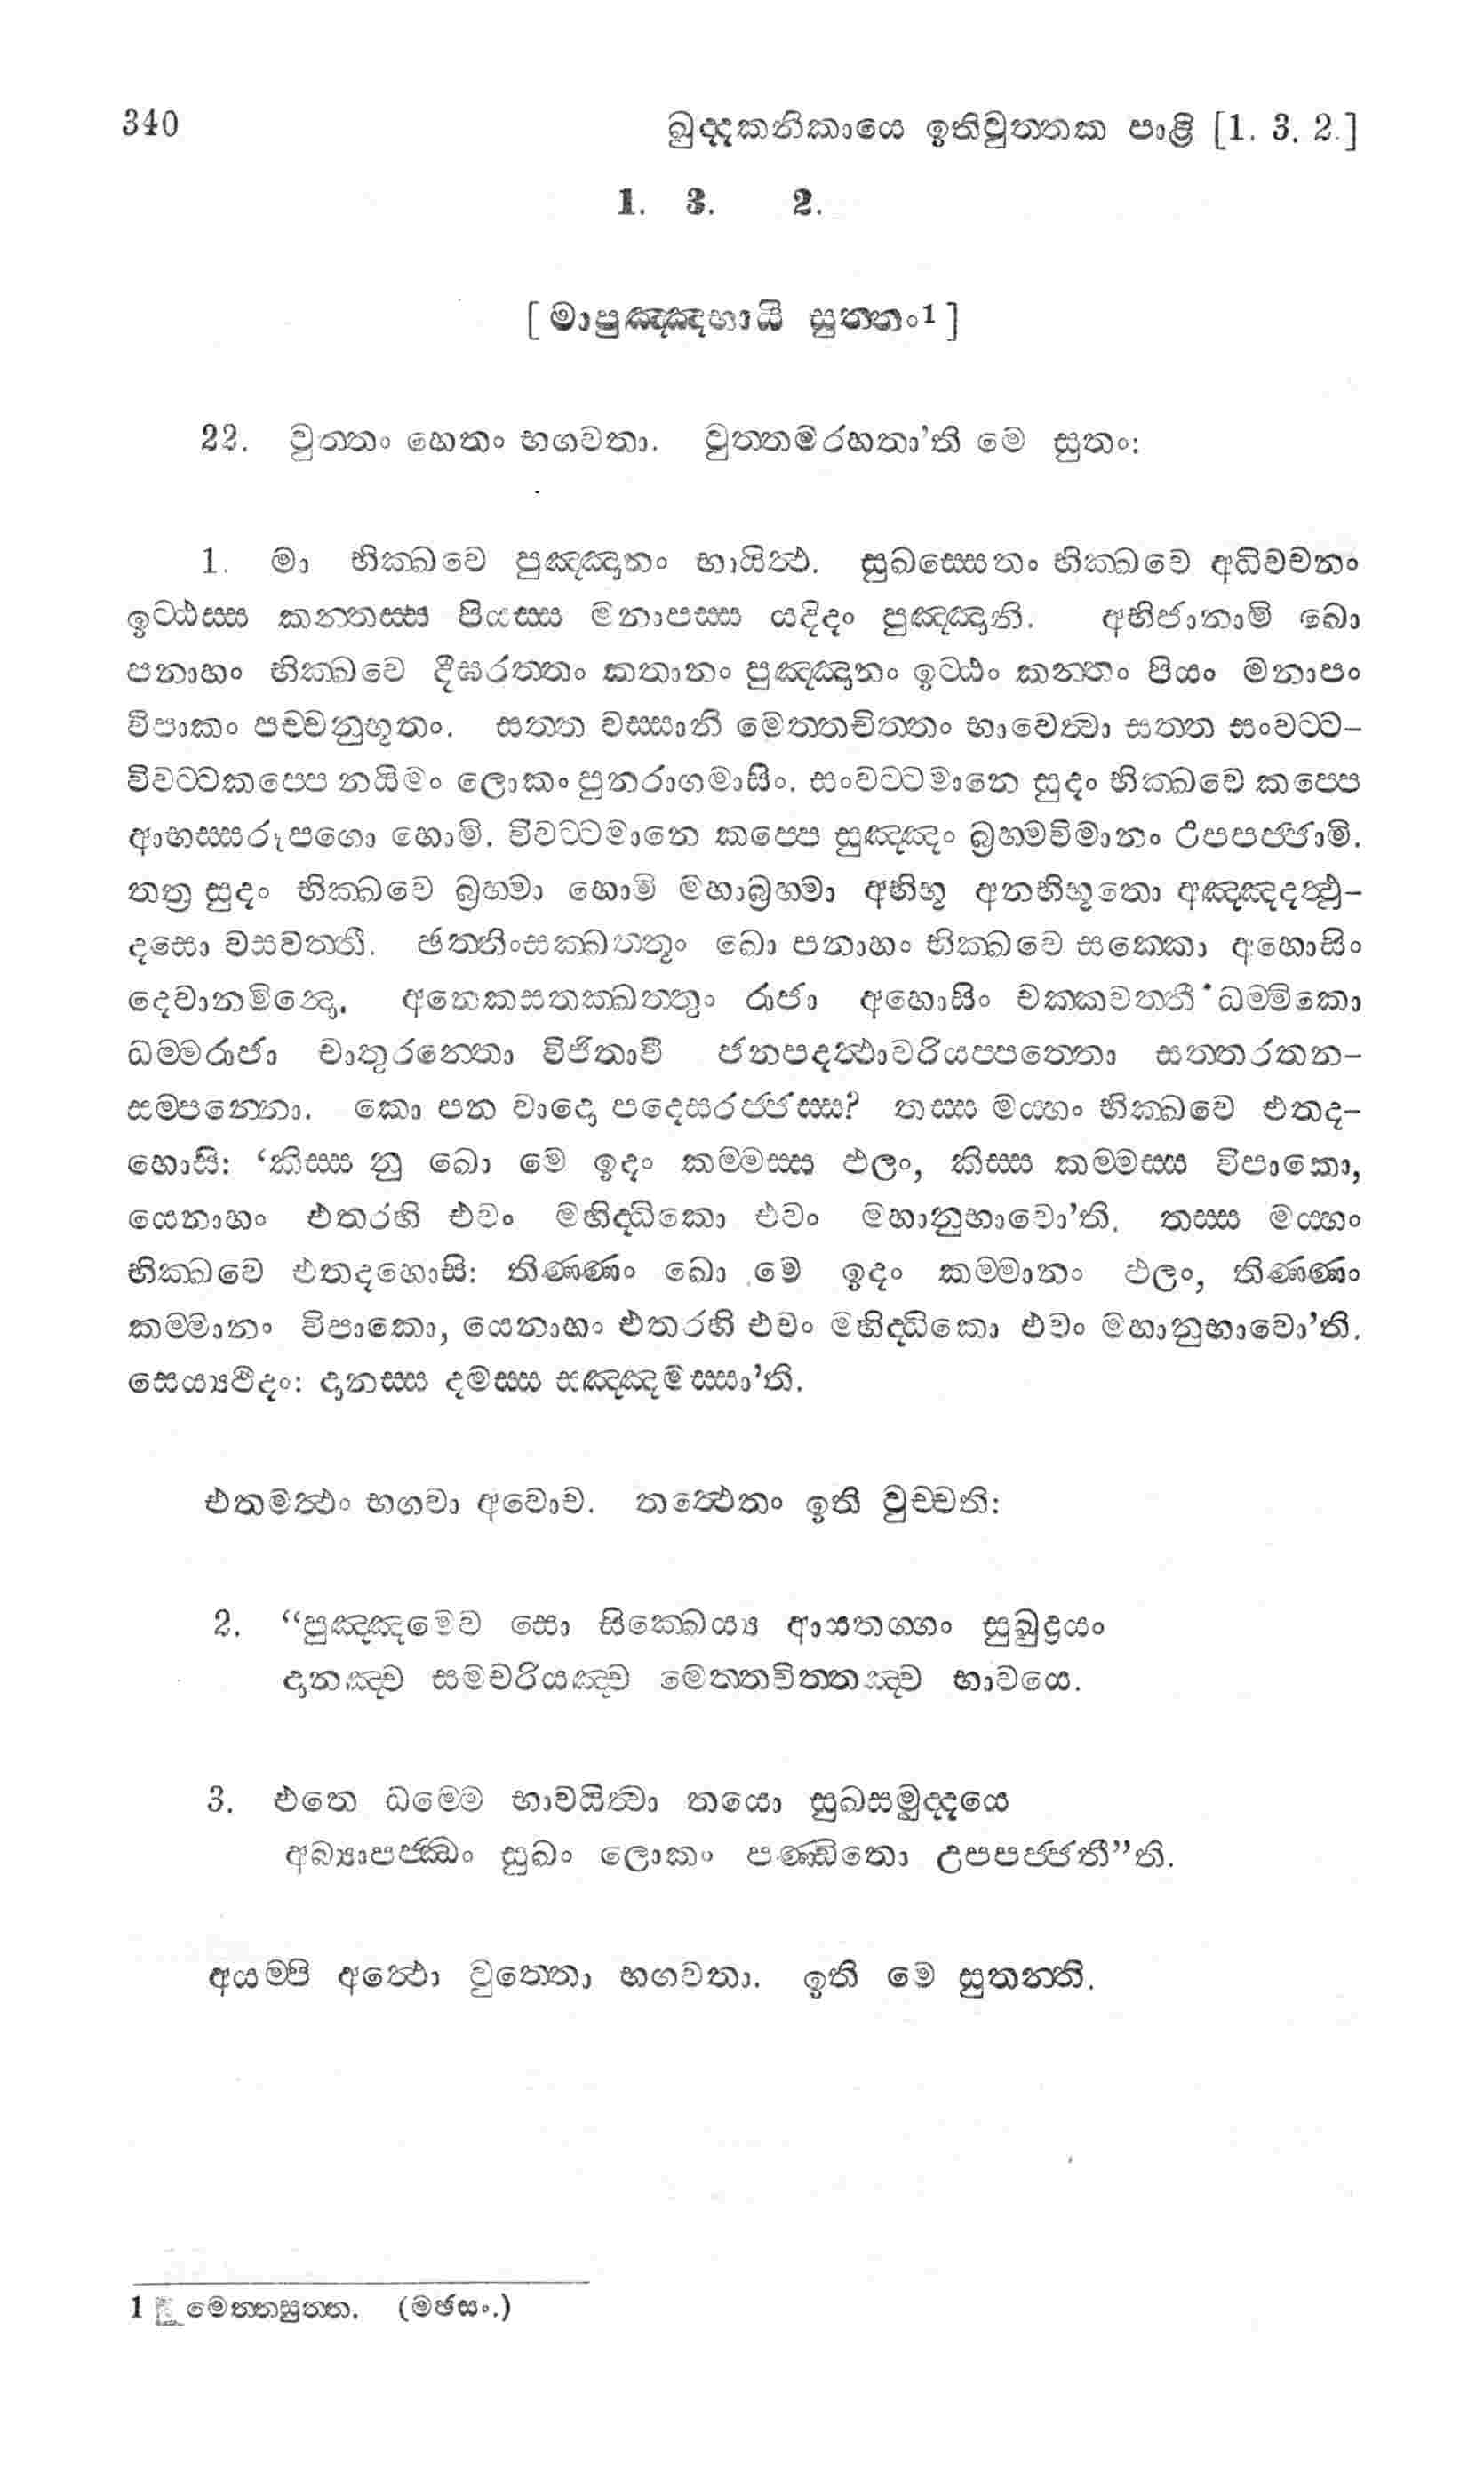 340 ඛුද්දකනිකායෙ ඉතිවුත්තක පාළි [1. 3. 2.]
1. 3. 2.
[ මාපුඤ්ඤභායි සුත්තං1 ]
22. වුත්තං හෙතං භගවතා. වුත්තමරහතා’ති මෙ සුතං:
1. මා භික්ඛවෙ පුඤ්ඤානං භායිත්ථ. සුඛස්සෙතං භික්ඛවෙ අධිවචනං
ඉට්ඨස්ස කන්තස්ස පියස්ස මනාපස්ස යදිදං පුඤ්ඤානි. අභිජානාමි ඛො
පනාහං භික්ඛවෙ දීඝරත්තං කතානං පුඤ්ඤානං ඉට්ඨං කන්තං පියං මනාපං
විපාකං පච්චනුභූතං. සත්ත වස්සානි මෙත්තචිත්තං භාවෙත්වා සත්ත සංවට්ට-
විවට්ටකප්පෙ නයිමං ලොකං පුනරාගමාසිං. සංවට්ටමානෙ සුදං භික්ඛවෙ කප්පෙ
ආභස්සරූපගො හොමි. විවට්ටමානෙ කප්පෙ සුඤ්ඤං බ්‍රහ්මවිමානං උපපජ්ජාමි.
තත්‍ර සුදං භික්ඛවෙ බ්‍රහ්මා හොමි මහාබ්‍රහ්මා අභිභූ අනභිභූතො අඤ්ඤදත්ථු-
දසො වසවත්තී. ඡත්තිංසක්ඛත්තූං ඛො පනාහං භික්ඛවෙ සක්කො අහොසිං
දෙවානමින්දො. අනෙකසතක්ඛත්තුං රාජා අහොසිං චක්කවත්තී ධම්මිකො
ධම්මරාජා චාතුරන්තො විජිතාවී ජනපදත්ථාවරියප්පත්තො සත්තරතන-
සම්පන්නො. කො පන වාදො පදෙසරජ්ජස්ස? තස්ස මය්හං භික්ඛවෙ එතද-
හොසි: ‘කිස්ස නු ඛො මෙ ඉදං කම්මස්ස ඵලං, කිස්ස කම්මස්ස විපාකො,
යෙනාහං එතරහි එවං මහිද්ධිකො එවං මහානුභාවො’ති. තස්ස මය්හං
භික්ඛවෙ එතදහොසි: තිණ්ණං ඛො මෙ ඉදං කම්මානං ඵලං, තිණ්ණං
කම්මානං විපාකො, යෙනාහං එතරහි එවං මහිද්ධිකො එවං මහානුභාවො’ති.
සෙය්‍යථීදං: දානස්ස දමස්ස සඤ්ඤමස්සා’ති.
එතමත්ථං භගවා අවොච. තත්ථෙතං ඉති වුච්චති:
2. “පුඤ්ඤමෙව සො සික්ඛෙය්‍ය ආයතග්ගං සුඛුද්‍රයං
දානඤ්ච සමචරියඤ්ච මෙත්තචිත්තඤ්ච භාවයෙ.
3. එතෙ ධම්මෙ භාවයිත්වා තයො සුඛසමුද්දයෙ
අබ්‍යාපජ්ඣං සුඛං ලොකං පණ්ඩිතො උපපජ්ජතී”ති.
අයම්පි අත්ථො වුත්තො භගවතා. ඉති මෙ සුතන්ති.
1 මෙත්තසුත්ත. (මඡසං.)